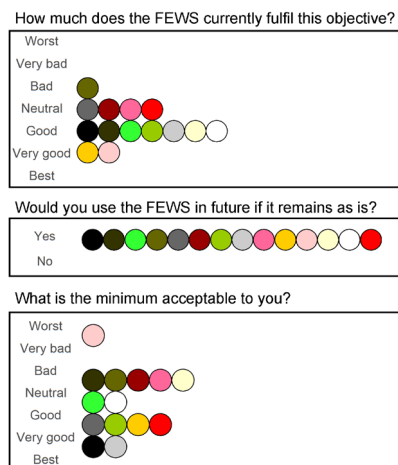 How much does the FEWS currently fulfil this objective?
Worst
Very bad
Bad
Neutral
Good
Very good
Best
Would you use the FEWS in future if it remains as is?
Yes
No
What is the minimum acceptable to you?
Worst
Very bad
Bad
Neutral
Good
Very good
Best